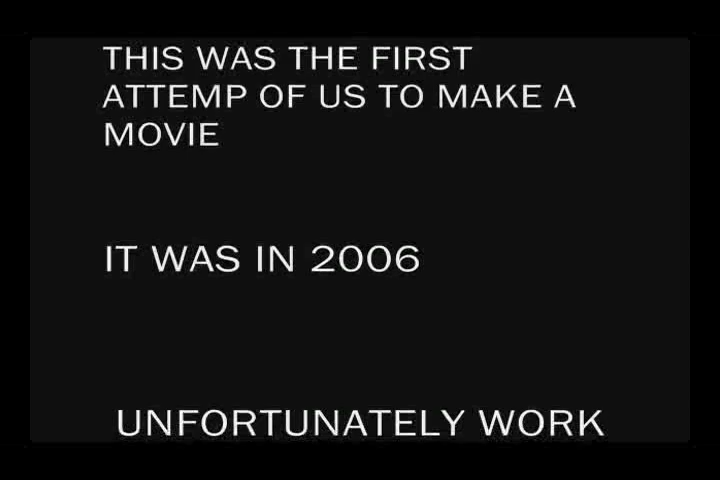 THIS WAS THE FIRST
ATTEMP OF US TO MAKE A
MOVIE
IT WAS IN 2006
UNFORTUNATELY WORK